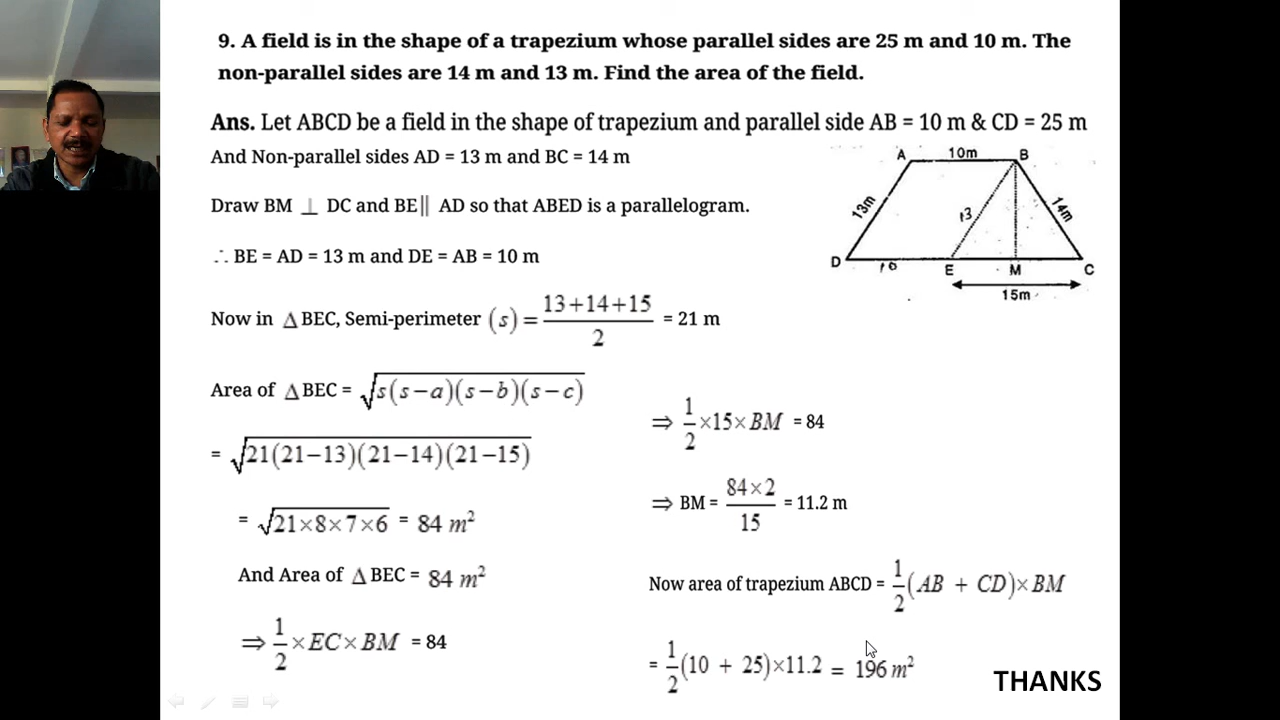 9. A field is in the shape of a trapezium whose parallel sides are 25 m and 10 m. The
non-parallel sides are 14 m and 13 m. Find the area of the field.
Ans. Let ABCD be a field in the shape of trapezium and parallel side AB = 10 m & CD = 25 m
And Non-parallel sides AD = 13 m and BC = 14 m
Draw BM ⊥ DC and BE|| AD so that ABED is a parallelogram.
∴ BE = AD = 13 m and DE = AB = 10 m
A 10m B
13m 13 14m
D 10 E M C
15m
Now in △BEC, Semi-perimeter (s) = (13+14+15)/2 = 21 m
Area of △BEC = √s(s−a)(s−b)(s−c)
= √21(21−13)(21−14)(21−15)
= √21×8×7×6 = 84 m²
And Area of △BEC = 84 m²
⇒ 1/2 ×EC×BM = 84
⇒ 1/2 ×15×BM = 84
⇒ BM = 84×2/15 = 11.2 m
Now area of trapezium ABCD = 1/2 (AB + CD)×BM
= 1/2 (10 + 25)×11.2 = 196 m²
THANKS